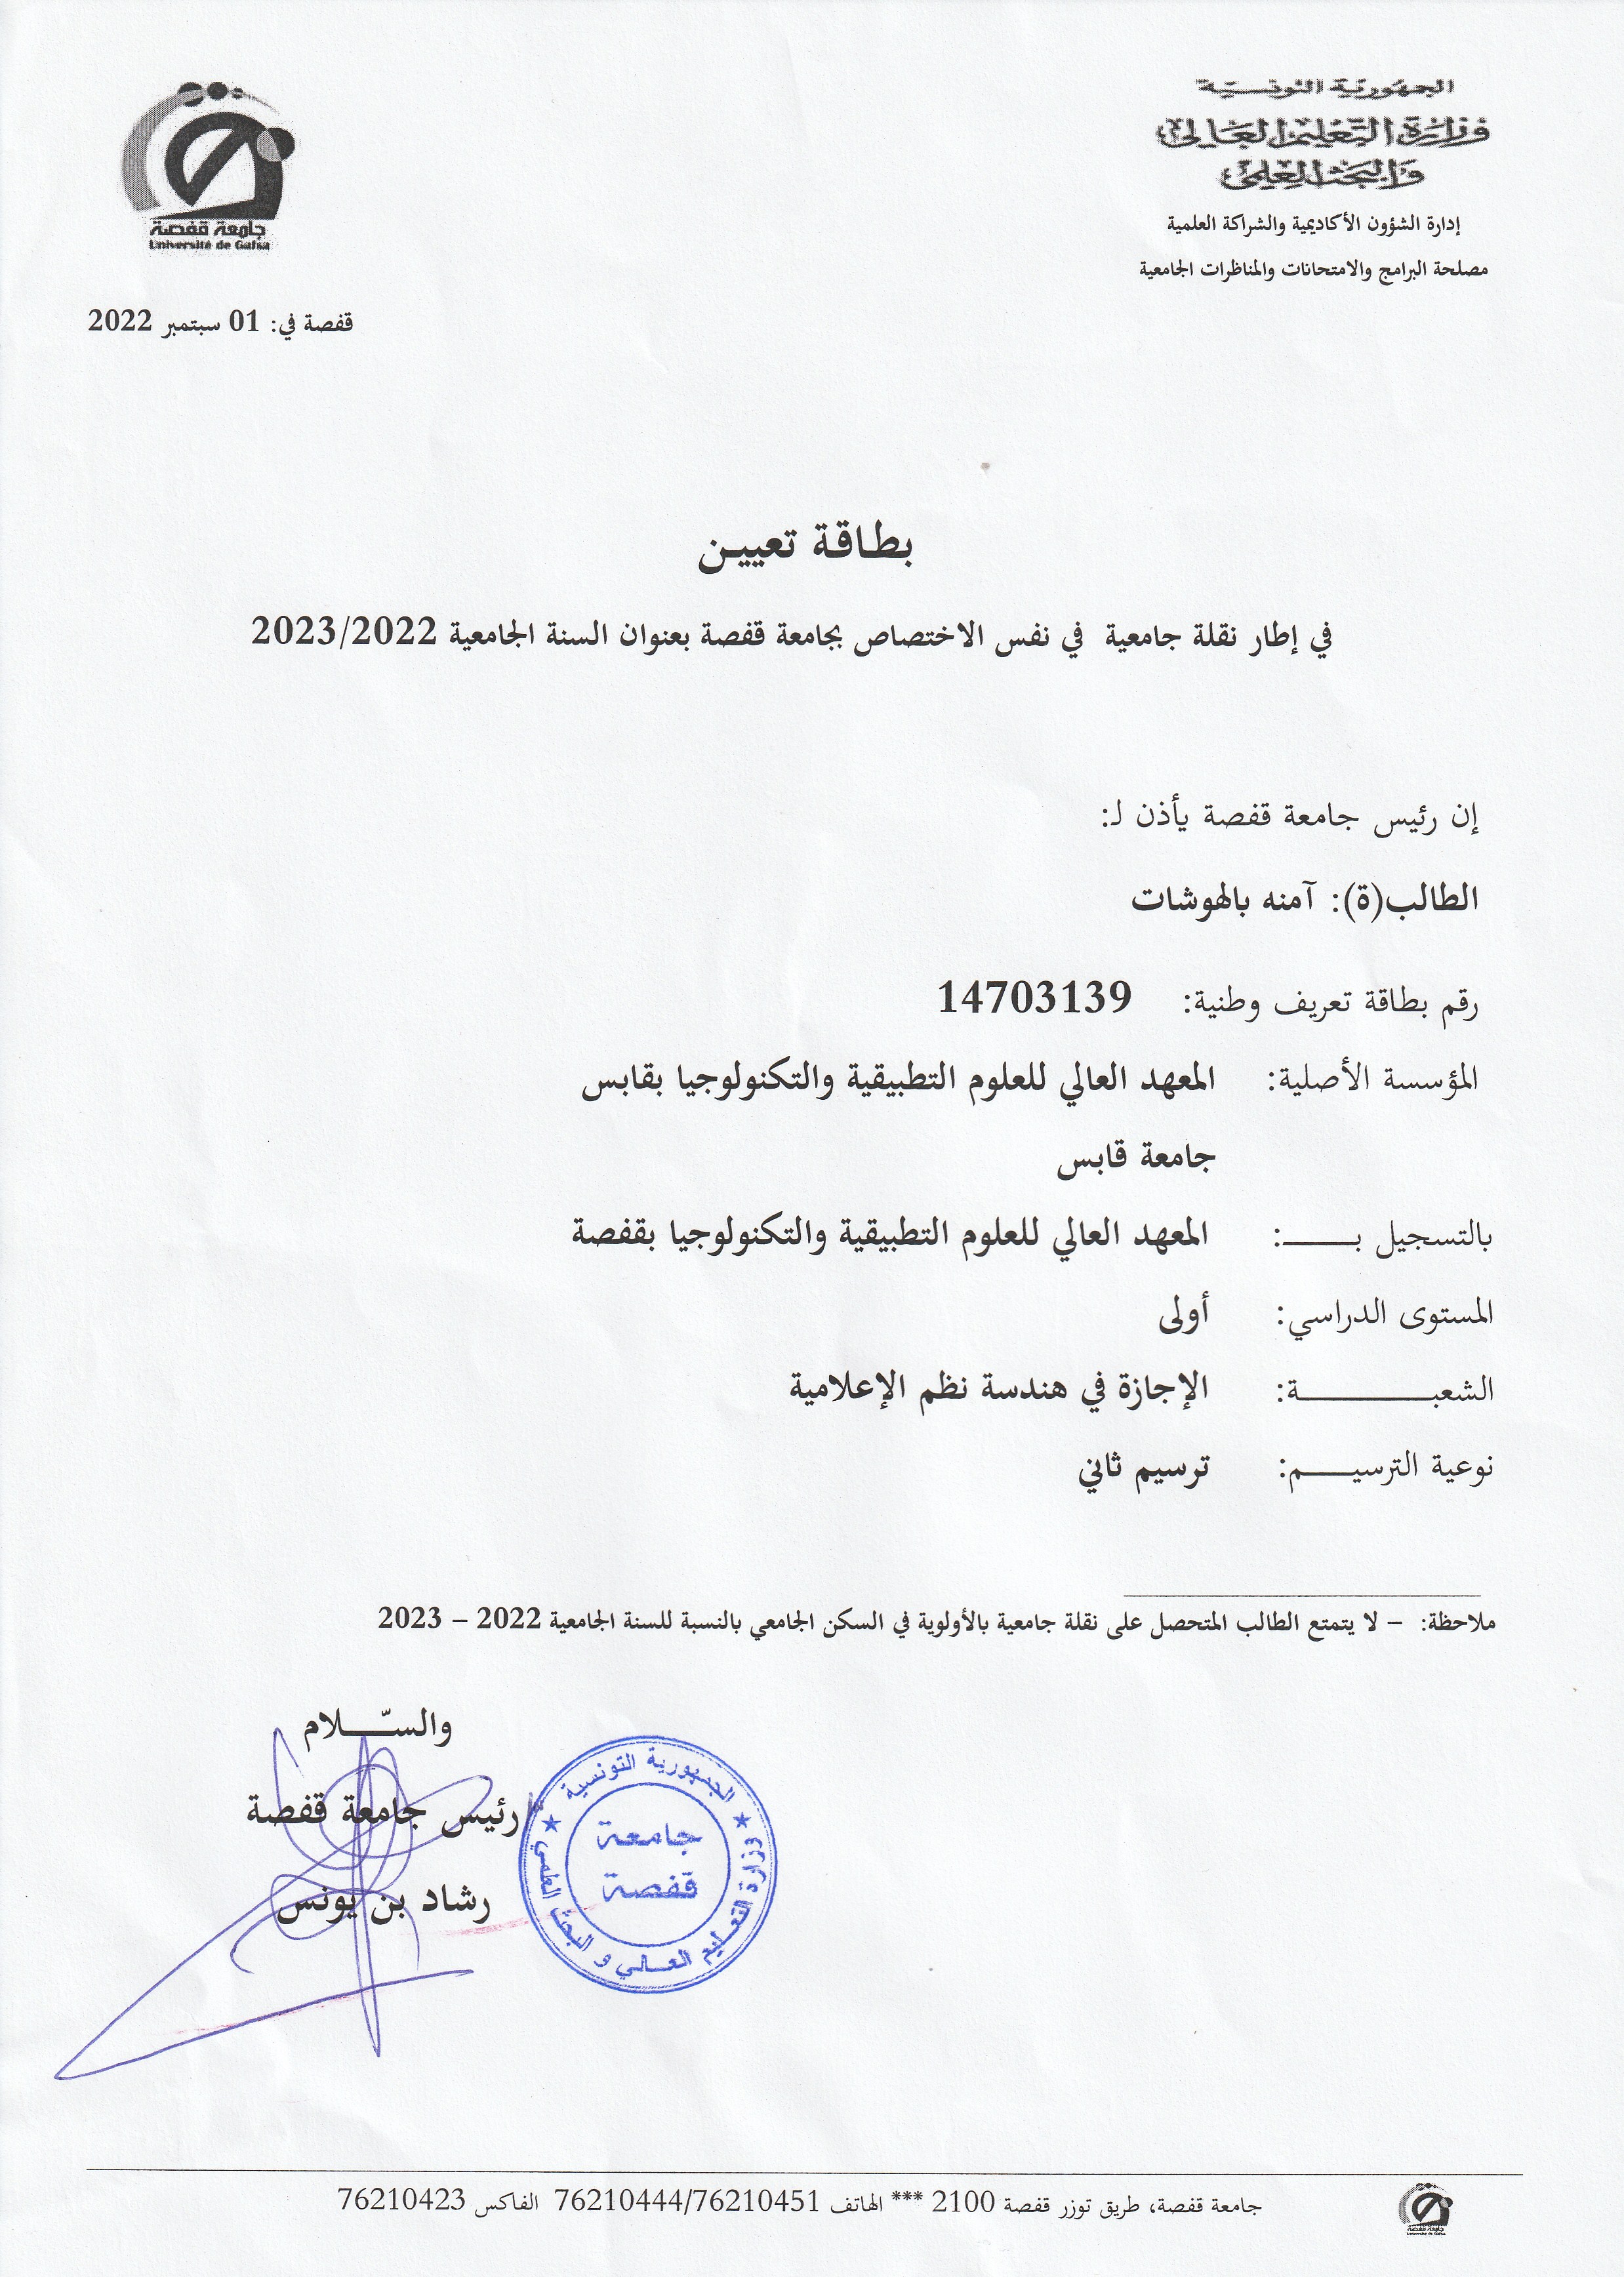 الجمهورية التونسية
وزارة التعليم العالي
والبحث العلمي
إدارة الشؤون الأكاديمية والشراكة العلمية
مصلحة البرامج والامتحانات والمناظرات الجامعية
جامعة قفصة
Université de Gafsa
قفصة في: 01 سبتمبر 2022
بطاقة تعيين
في إطار نقلة جامعية في نفس الاختصاص بجامعة قفصة بعنوان السنة الجامعية 2023/2022
إن رئيس جامعة قفصة يأذن لـ:
الطالب(ة): آمنه بالهوشات
رقم بطاقة تعريف وطنية: 14703139
المؤسسة الأصلية: المعهد العالي للعلوم التطبيقية والتكنولوجيا بقابس
جامعة قابس
بالتسجيل بـــــــ: المعهد العالي للعلوم التطبيقية والتكنولوجيا بقفصة
المستوى الدراسي: أولى
الشعبـــــــــــــة: الإجازة في هندسة نظم الإعلامية
نوعية الترسيـــــم: ترسيم ثاني
ملاحظة: – لا يتمتع الطالب المتحصل على نقلة جامعية بالأولوية في السكن الجامعي بالنسبة للسنة الجامعية 2022 – 2023
والسّـــــلام
رئيس جامعة قفصة
رشاد بن يونس
الجمهورية التونسية
وزارة التعليم العالي و البحث العلمي
جامعة
قفصة
جامعة قفصة، طريق توزر قفصة 2100 *** الهاتف 76210444/76210451 الفاكس 76210423
جامعة قفصة